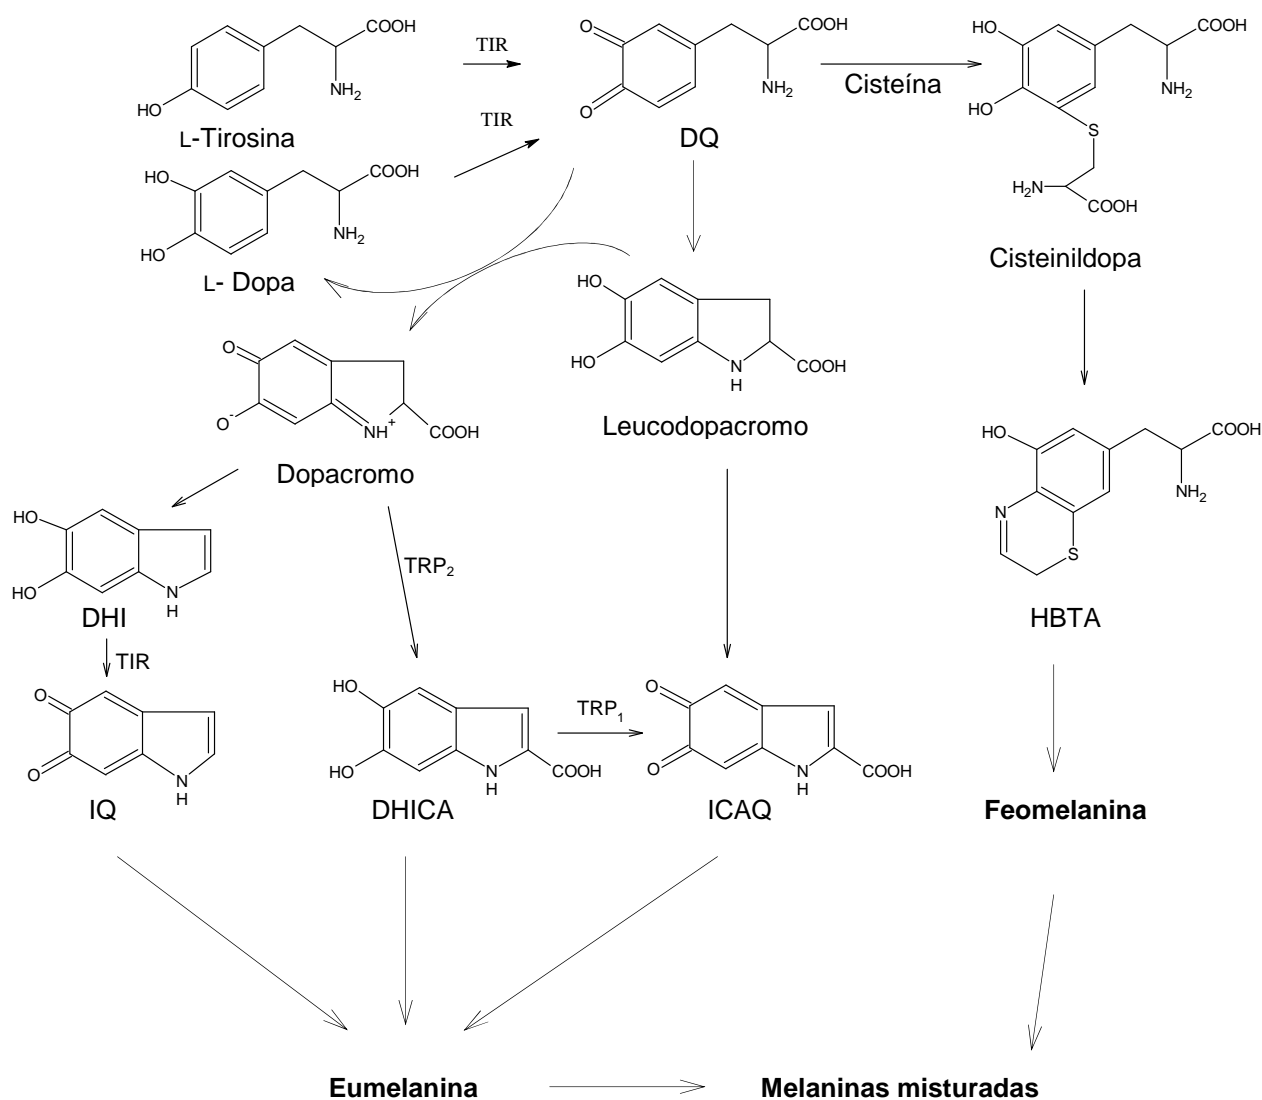 COOH
NH2
HO
L-Tirosina
TIR
O
O
COOH
NH2
DQ
Cisteína
HO
HO
COOH
NH2
S
H2N
COOH
Cisteinildopa
TIR
HO
HO
COOH
NH2
L- Dopa
HO
HO
N
H
COOH
Leucodopacromo
O
O-
NH+
COOH
Dopacromo
HO
COOH
NH2
N
S
HBTA
HO
HO
N
H
DHI
TRP2
TIR
O
O
N
H
IQ
HO
HO
N
H
COOH
DHICA
TRP1
O
O
N
H
COOH
ICAQ
Feomelanina
Eumelanina
Melaninas misturadas